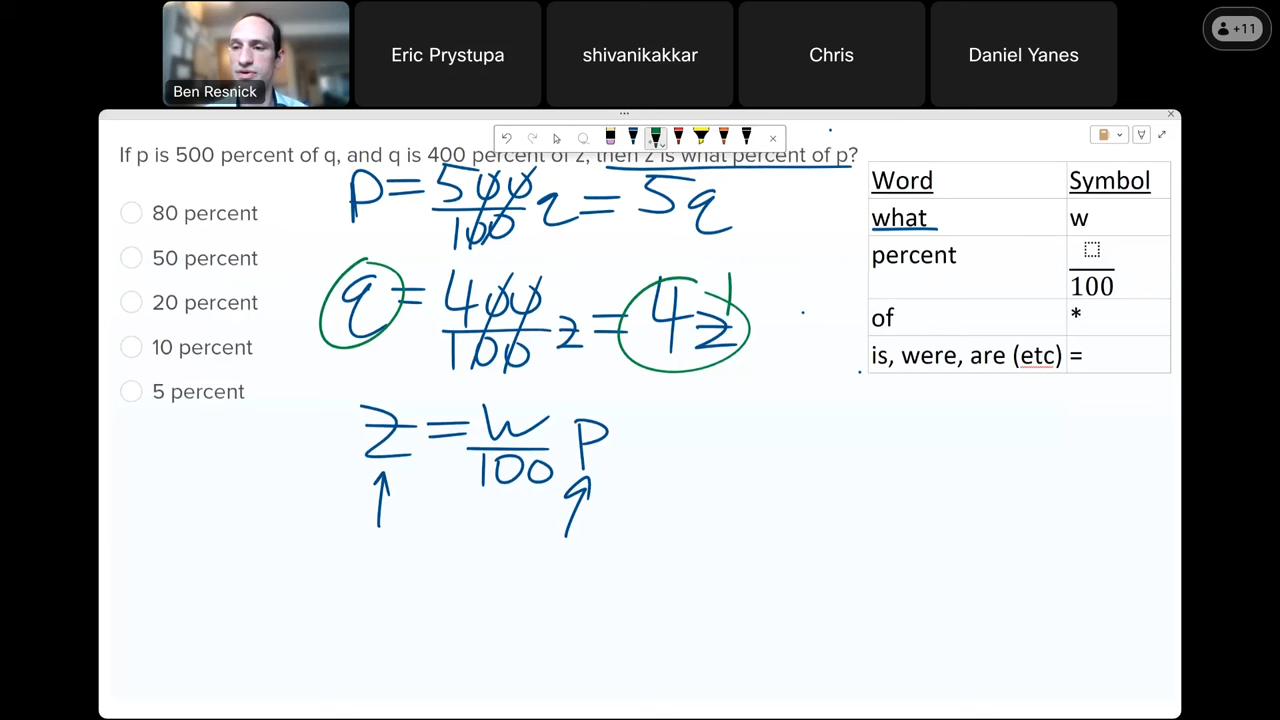 Ben Resnick
Eric Prystupa
shivanikakkar
Chris
Daniel Yanes
+11
If p is 500 percent of q, and q is 400 percent of z, then z is what percent of p?
80 percent
50 percent
20 percent
10 percent
5 percent
p = 500/100 q = 5q
q = 400/100 z = 4z
z = w/100 p
Word Symbol
what w
percent □/100
of *
is, were, are (etc) =